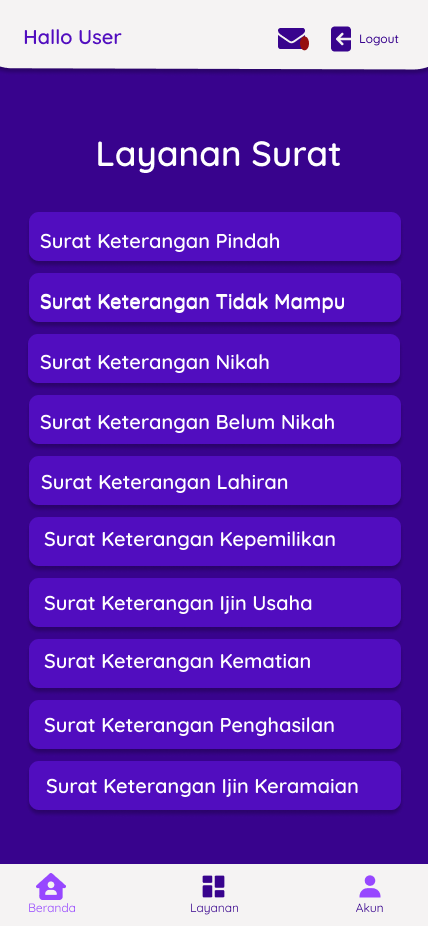 Hallo User
Logout
Layanan Surat
Surat Keterangan Pindah
Surat Keterangan Tidak Mampu
Surat Keterangan Nikah
Surat Keterangan Belum Nikah
Surat Keterangan Lahiran
Surat Keterangan Kepemilikan
Surat Keterangan Ijin Usaha
Surat Keterangan Kematian
Surat Keterangan Penghasilan
Surat Keterangan Ijin Keramaian
Beranda
Layanan
Akun